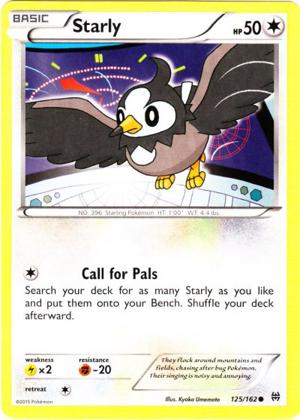 BASIC
Starly HP 50
NO. 396 Starling Pokémon HT: 1'00" WT: 4.4 lbs.
Call for Pals
Search your deck for as many Starly as you like
and put them onto your Bench. Shuffle your deck
afterward.
weakness resistance
×2 -20
retreat
They flock around mountains and
fields, chasing after bug Pokémon.
Their singing is noisy and annoying.
©2015 Pokémon Illus. Kyoko Umemoto 125/162